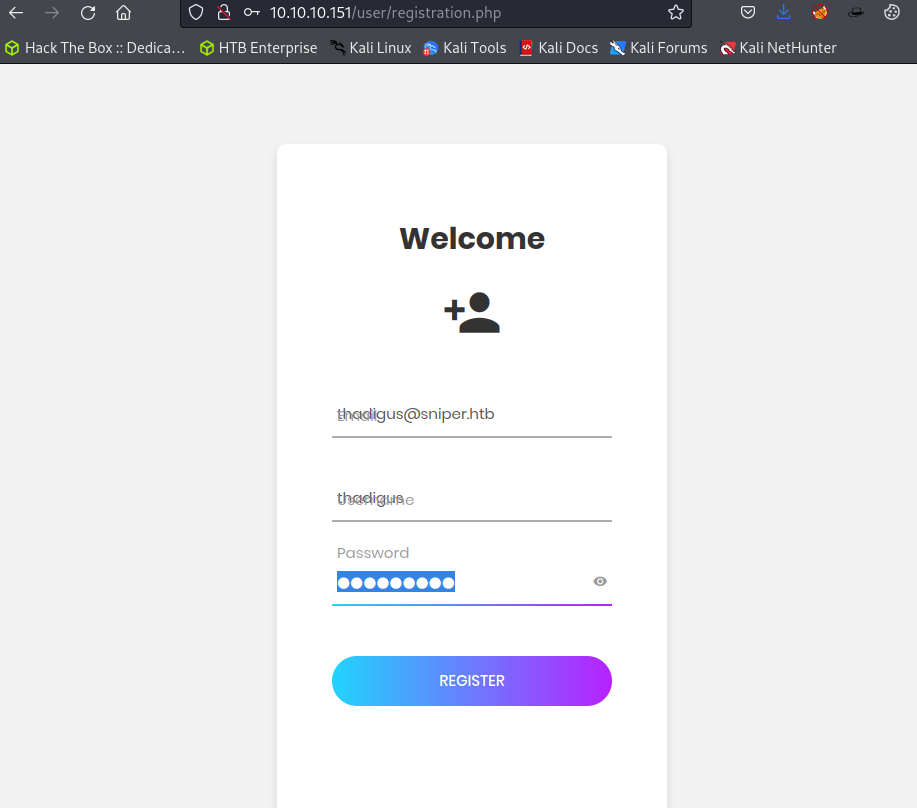 10.10.10.151/user/registration.php
Hack The Box :: Dedica… HTB Enterprise Kali Linux Kali Tools Kali Docs Kali Forums Kali NetHunter
Welcome
Email
thadigus@sniper.htb
Username
thadigus
Password
●●●●●●●●●
REGISTER